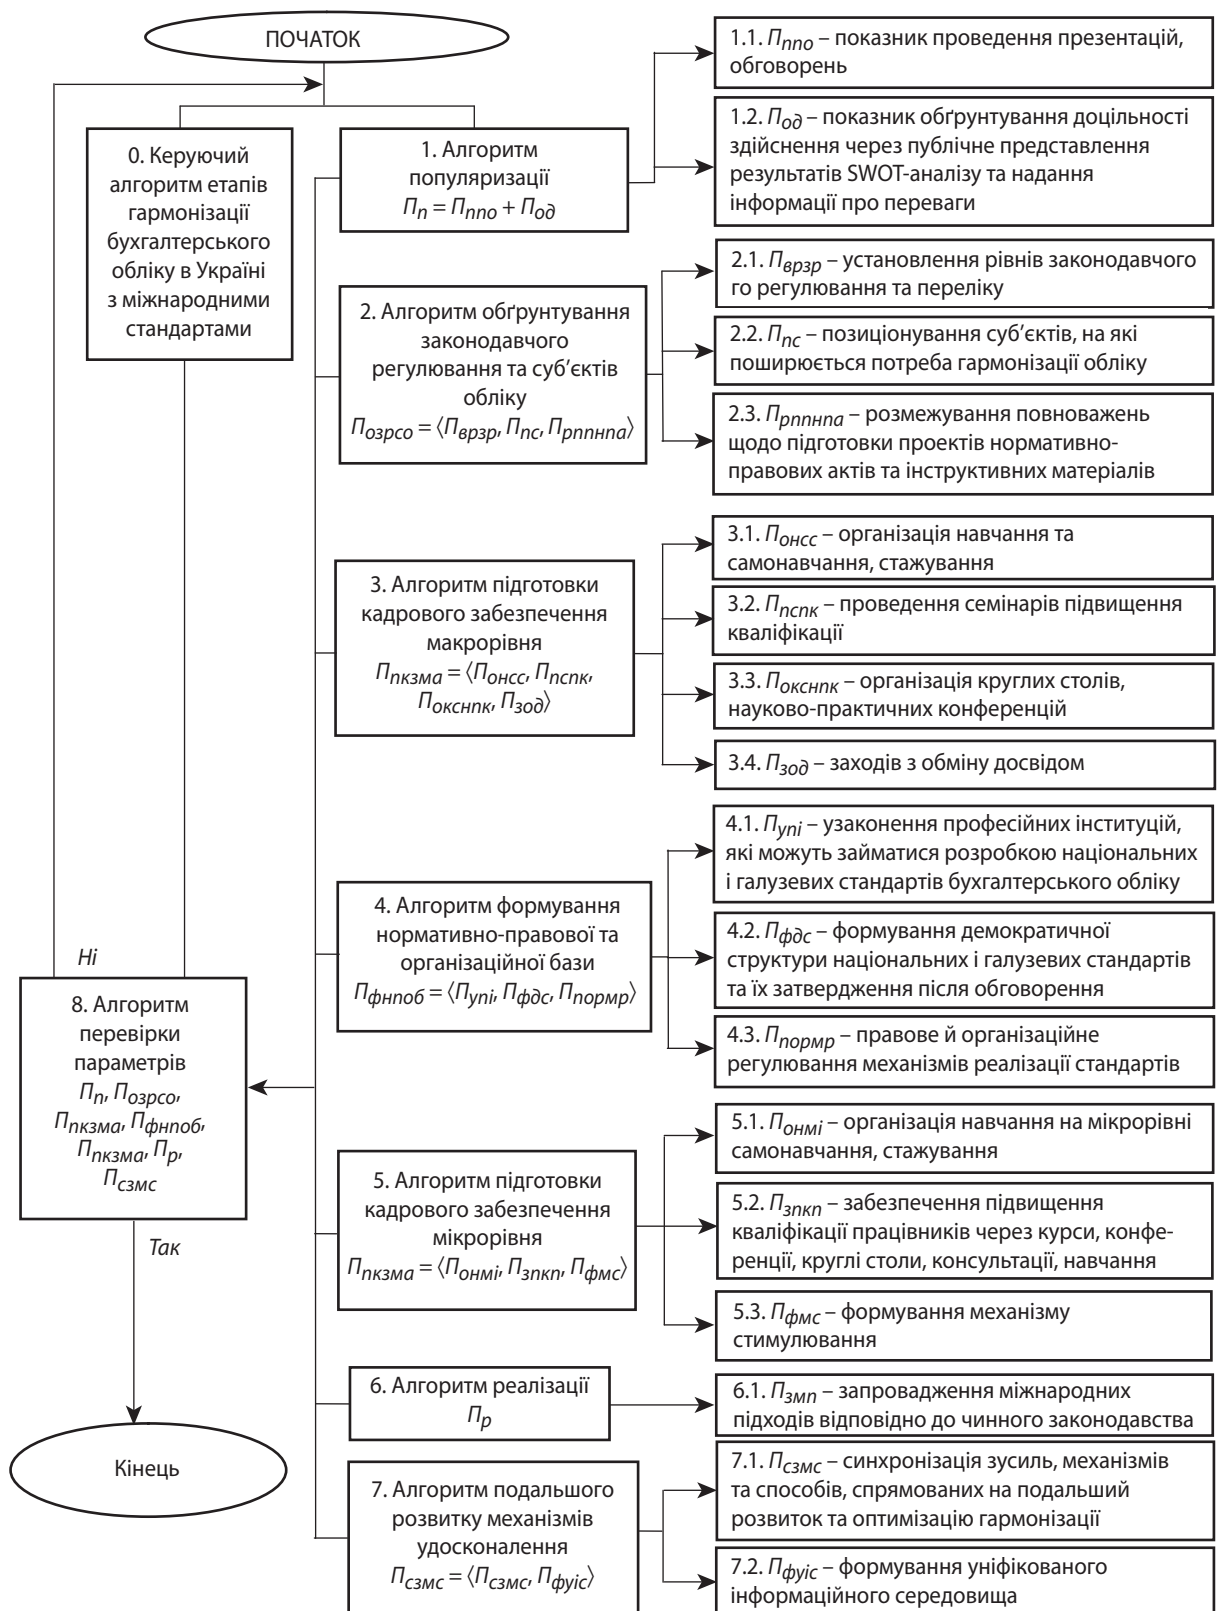 ПОЧАТОК
0. Керуючий
алгоритм етапів
гармонізації
бухгалтерського
обліку в Україні
з міжнародними
стандартами
1. Алгоритм
популяризації
Пп = Пппо + Под
1.1. Пппо – показник проведення презентацій,
обговорень
1.2. Под – показник обґрунтування доцільності
здійснення через публічне представлення
результатів SWOT-аналізу та надання
інформації про переваги
2. Алгоритм обґрунтування
законодавчого
регулювання та суб’єктів
обліку
Позрсо = ⟨Пврзр, Ппс, Прппнпа⟩
2.1. Пврзр – установлення рівнів законодавчого
го регулювання та переліку
2.2. Ппс – позиціонування суб’єктів, на які
поширюється потреба гармонізації обліку
2.3. Прппнпа – розмежування повноважень
щодо підготовки проектів нормативно-
правових актів та інструктивних матеріалів
3. Алгоритм підготовки
кадрового забезпечення
макрорівня
Ппкзма = ⟨Понсс, Ппспк,
Покснпк, Пзод⟩
3.1. Понсс – організація навчання та
самонавчання, стажування
3.2. Ппспк – проведення семінарів підвищення
кваліфікації
3.3. Покснпк – організація круглих столів,
науково-практичних конференцій
3.4. Пзод – заходів з обміну досвідом
4. Алгоритм формування
нормативно-правової та
організаційної бази
Пфнпоб = ⟨Пупі, Пфдс, Ппормр⟩
4.1. Пупі – узаконення професійних інституцій,
які можуть займатися розробкою національних
і галузевих стандартів бухгалтерського обліку
4.2. Пфдс – формування демократичної
структури національних і галузевих стандартів
та їх затвердження після обговорення
4.3. Ппормр – правове й організаційне
регулювання механізмів реалізації стандартів
Ні
8. Алгоритм
перевірки
параметрів
Пп, Позрсо,
Ппкзма, Пфнпоб,
Ппкзма, Пр,
Псзмс
Так
5. Алгоритм підготовки
кадрового забезпечення
мікрорівня
Ппкзма = ⟨Понмі, Пзпкп, Пфмс⟩
5.1. Понмі – організація навчання на мікрорівні
самонавчання, стажування
5.2. Пзпкп – забезпечення підвищення
кваліфікації працівників через курси, конфе-
ренції, круглі столи, консультації, навчання
5.3. Пфмс – формування механізму
стимулювання
6. Алгоритм реалізації
Пр
6.1. Пзмп – запровадження міжнародних
підходів відповідно до чинного законодавства
Кінець
7. Алгоритм подальшого
розвитку механізмів
удосконалення
Псзмс = ⟨Псзмс, Пфуіс⟩
7.1. Псзмс – синхронізація зусиль, механізмів
та способів, спрямованих на подальший
розвиток та оптимізацію гармонізації
7.2. Пфуіс – формування уніфікованого
інформаційного середовища